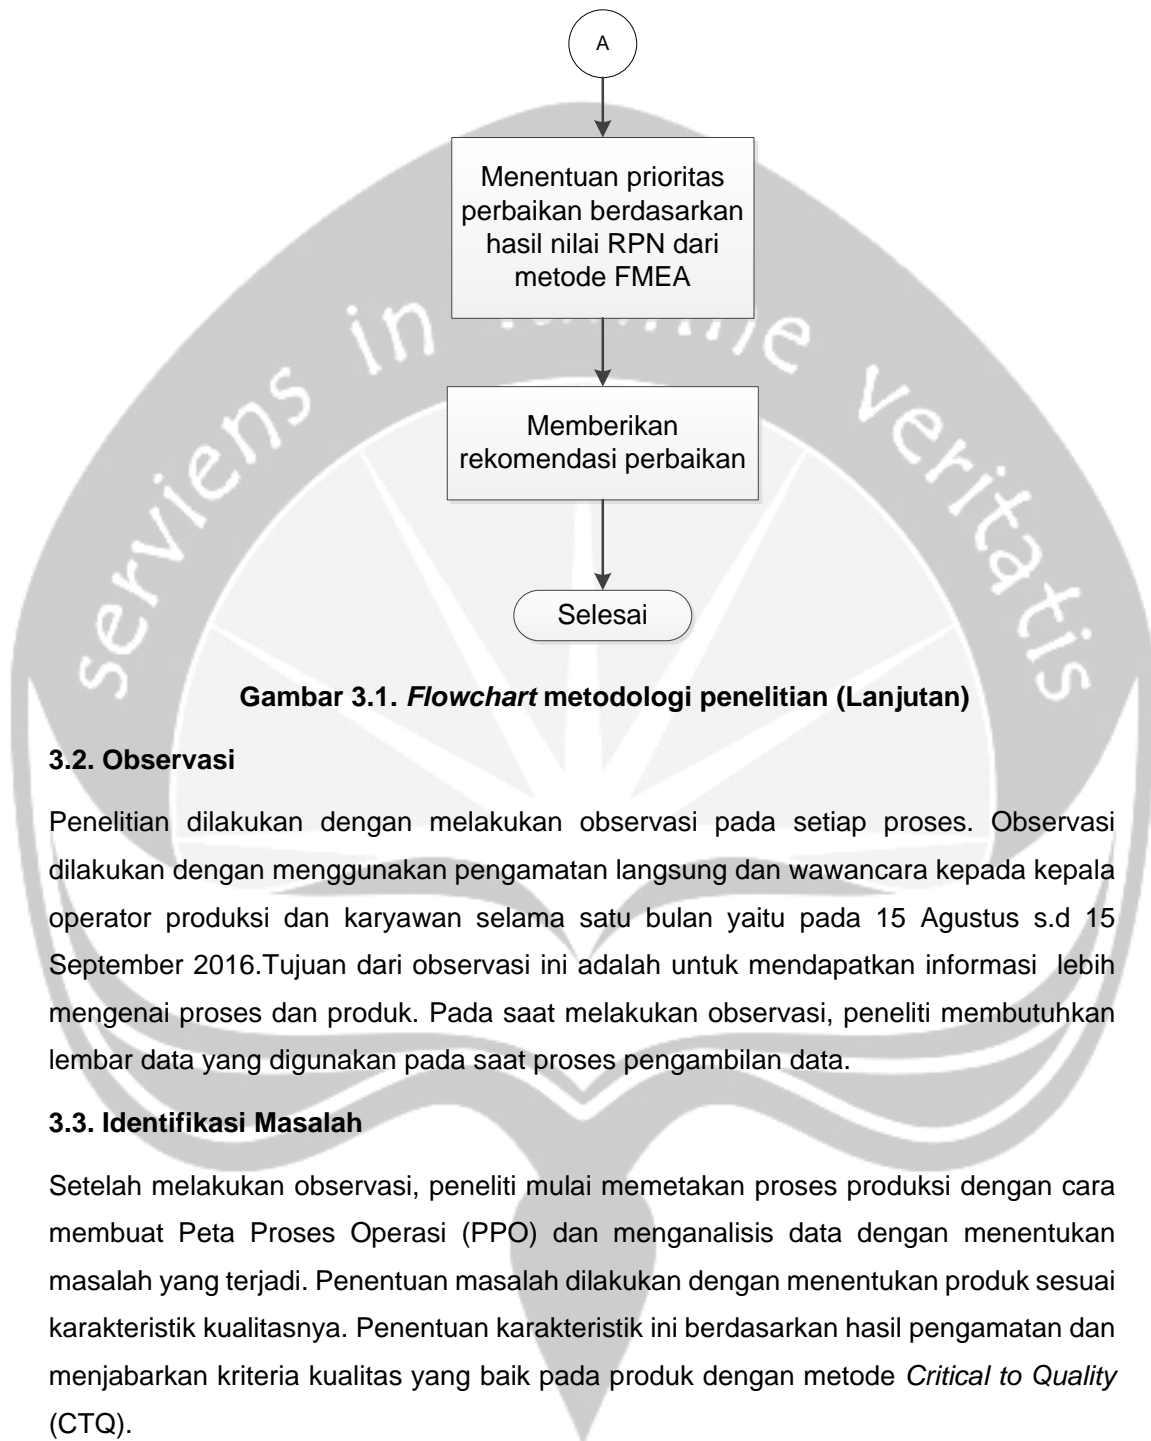 A
Menentuan prioritas
perbaikan berdasarkan
hasil nilai RPN dari
metode FMEA
serviens in lumine veritatis
Memberikan
rekomendasi perbaikan
Selesai
Gambar 3.1. Flowchart metodologi penelitian (Lanjutan)
3.2. Observasi
Penelitian dilakukan dengan melakukan observasi pada setiap proses. Observasi
dilakukan dengan menggunakan pengamatan langsung dan wawancara kepada kepala
operator produksi dan karyawan selama satu bulan yaitu pada 15 Agustus s.d 15
September 2016.Tujuan dari observasi ini adalah untuk mendapatkan informasi lebih
mengenai proses dan produk. Pada saat melakukan observasi, peneliti membutuhkan
lembar data yang digunakan pada saat proses pengambilan data.
3.3. Identifikasi Masalah
Setelah melakukan observasi, peneliti mulai memetakan proses produksi dengan cara
membuat Peta Proses Operasi (PPO) dan menganalisis data dengan menentukan
masalah yang terjadi. Penentuan masalah dilakukan dengan menentukan produk sesuai
karakteristik kualitasnya. Penentuan karakteristik ini berdasarkan hasil pengamatan dan
menjabarkan kriteria kualitas yang baik pada produk dengan metode Critical to Quality
(CTQ).